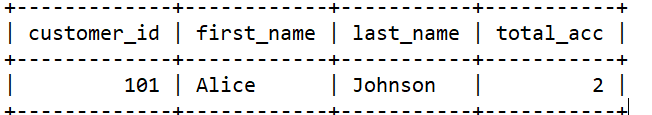 +-------------+------------+-----------+-----------+
| customer_id | first_name | last_name | total_acc |
+-------------+------------+-----------+-----------+
|         101 | Alice      | Johnson   |         2 |
+-------------+------------+-----------+-----------+